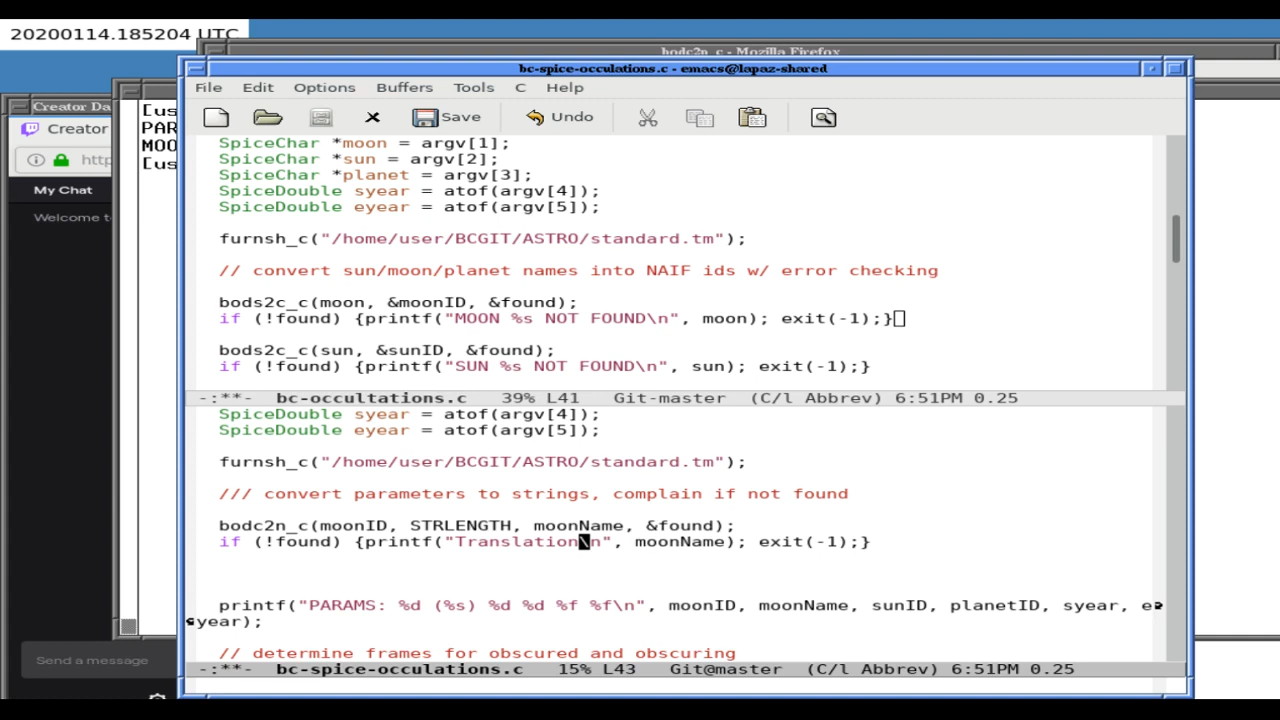 20200114.185204 UTC
bodc2n_c - Mozilla Firefox
bc-spice-occulations.c - emacs@lapaz-shared
File Edit Options Buffers Tools C Help
Save Undo
Creator Da
Creator
http
My Chat
Welcome to
Send a message
[us
PAR
MOO
[us
SpiceChar *moon = argv[1];
SpiceChar *sun = argv[2];
SpiceChar *planet = argv[3];
SpiceDouble syear = atof(argv[4]);
SpiceDouble eyear = atof(argv[5]);
furnsh_c("/home/user/BCGIT/ASTRO/standard.tm");
// convert sun/moon/planet names into NAIF ids w/ error checking
bods2c_c(moon, &moonID, &found);
if (!found) {printf("MOON %s NOT FOUND\n", moon); exit(-1);}
bods2c_c(sun, &sunID, &found);
if (!found) {printf("SUN %s NOT FOUND\n", sun); exit(-1);}
-:**- bc-occultations.c 39% L41 Git-master (C/l Abbrev) 6:51PM 0.25
SpiceDouble syear = atof(argv[4]);
SpiceDouble eyear = atof(argv[5]);
furnsh_c("/home/user/BCGIT/ASTRO/standard.tm");
/// convert parameters to strings, complain if not found
bodc2n_c(moonID, STRLENGTH, moonName, &found);
if (!found) {printf("Translation\n", moonName); exit(-1);}
printf("PARAMS: %d (%s) %d %d %f %f\n", moonID, moonName, sunID, planetID, syear, e
year);
// determine frames for obscured and obscuring
-:**- bc-spice-occulations.c 15% L43 Git@master (C/l Abbrev) 6:51PM 0.25